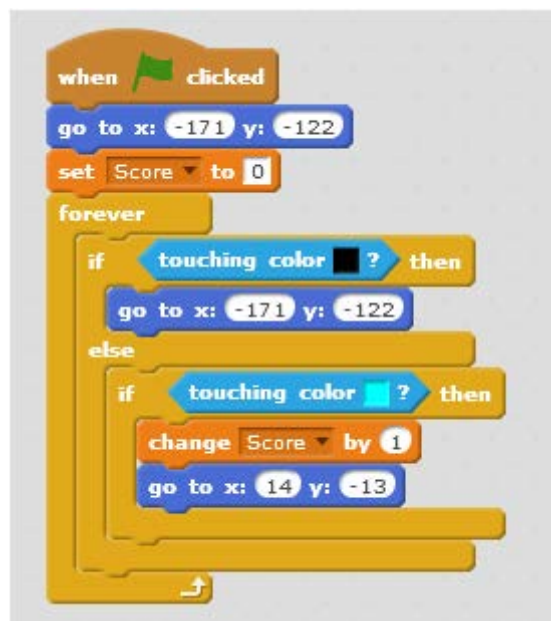 when clicked
go to x: -171 y: -122
set Score to 0
forever
if touching color ? then
go to x: -171 y: -122
else
if touching color ? then
change Score by 1
go to x: 14 y: -13